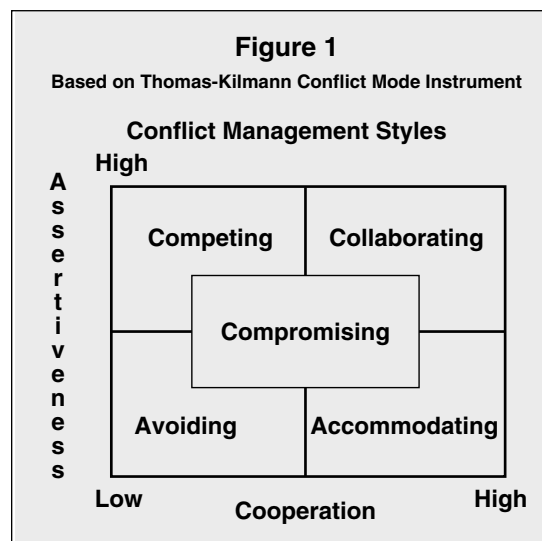 Figure 1
Based on Thomas-Kilmann Conflict Mode Instrument
Conflict Management Styles
High
Assertiveness
Competing
Collaborating
Compromising
Avoiding
Accommodating
Low
Cooperation
High